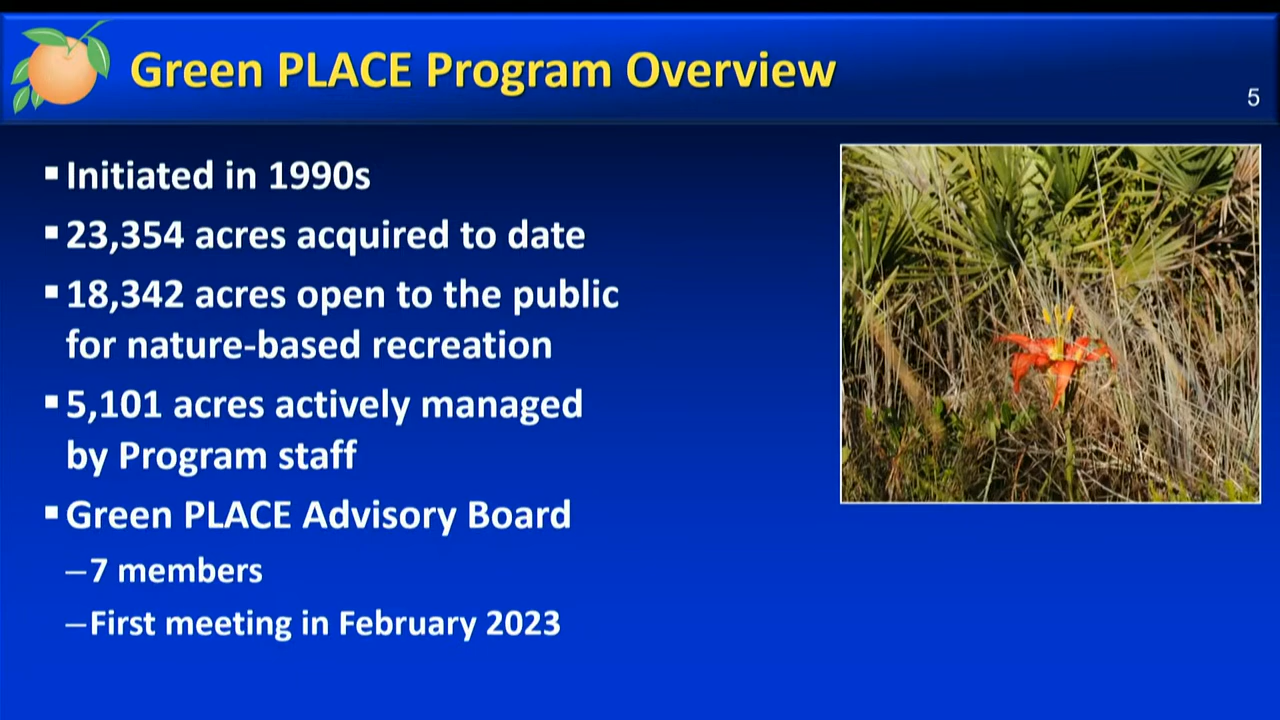 Green PLACE Program Overview
5
▪ Initiated in 1990s
▪ 23,354 acres acquired to date
▪ 18,342 acres open to the public
for nature-based recreation
▪ 5,101 acres actively managed
by Program staff
▪ Green PLACE Advisory Board
–7 members
–First meeting in February 2023